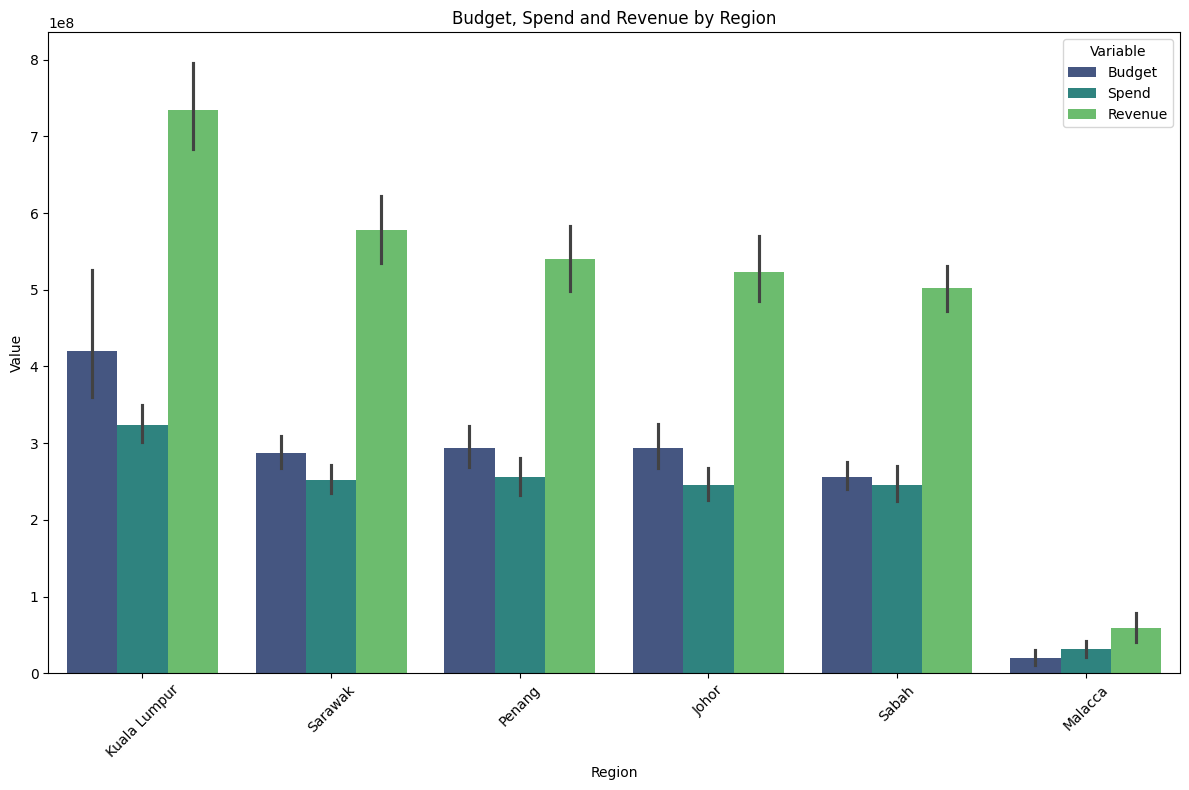 Budget, Spend and Revenue by Region
1e8
Variable
Budget
Spend
Revenue
8
7
6
5
4
3
2
1
0
Value
Kuala Lumpur
Sarawak
Penang
Johor
Sabah
Malacca
Region